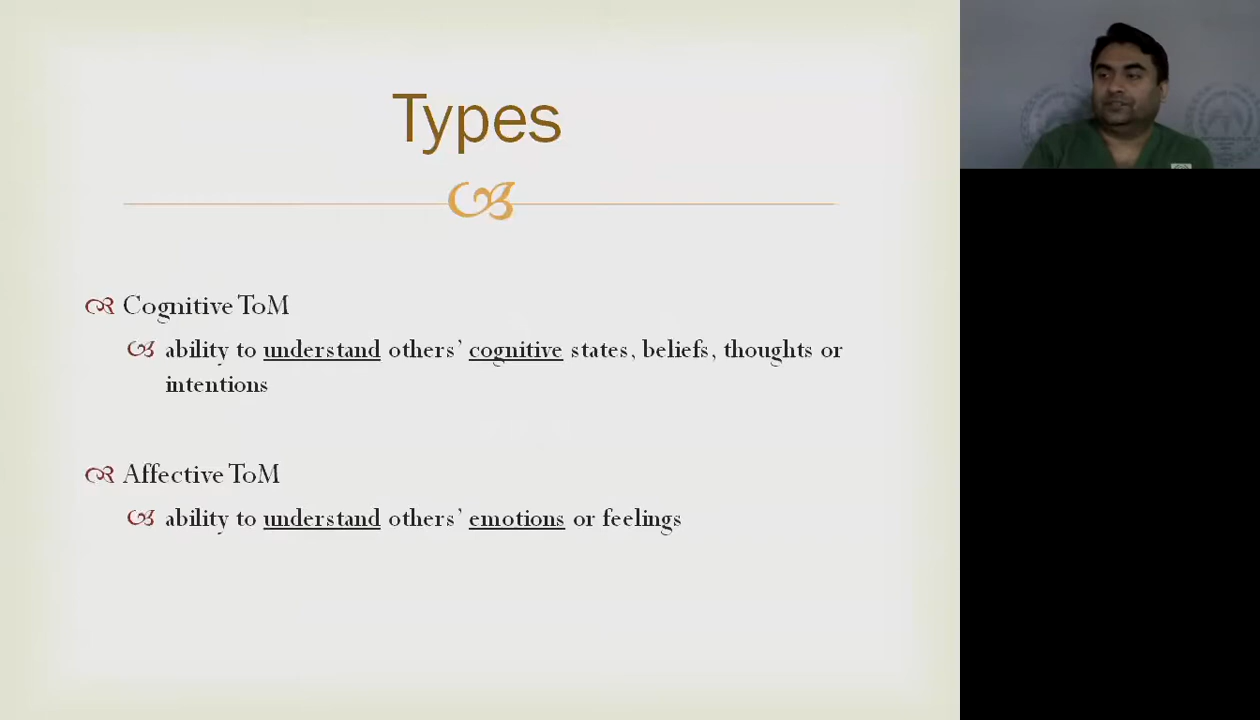 Types
Cognitive ToM
ability to understand others’ cognitive states, beliefs, thoughts or
intentions
Affective ToM
ability to understand others’ emotions or feelings